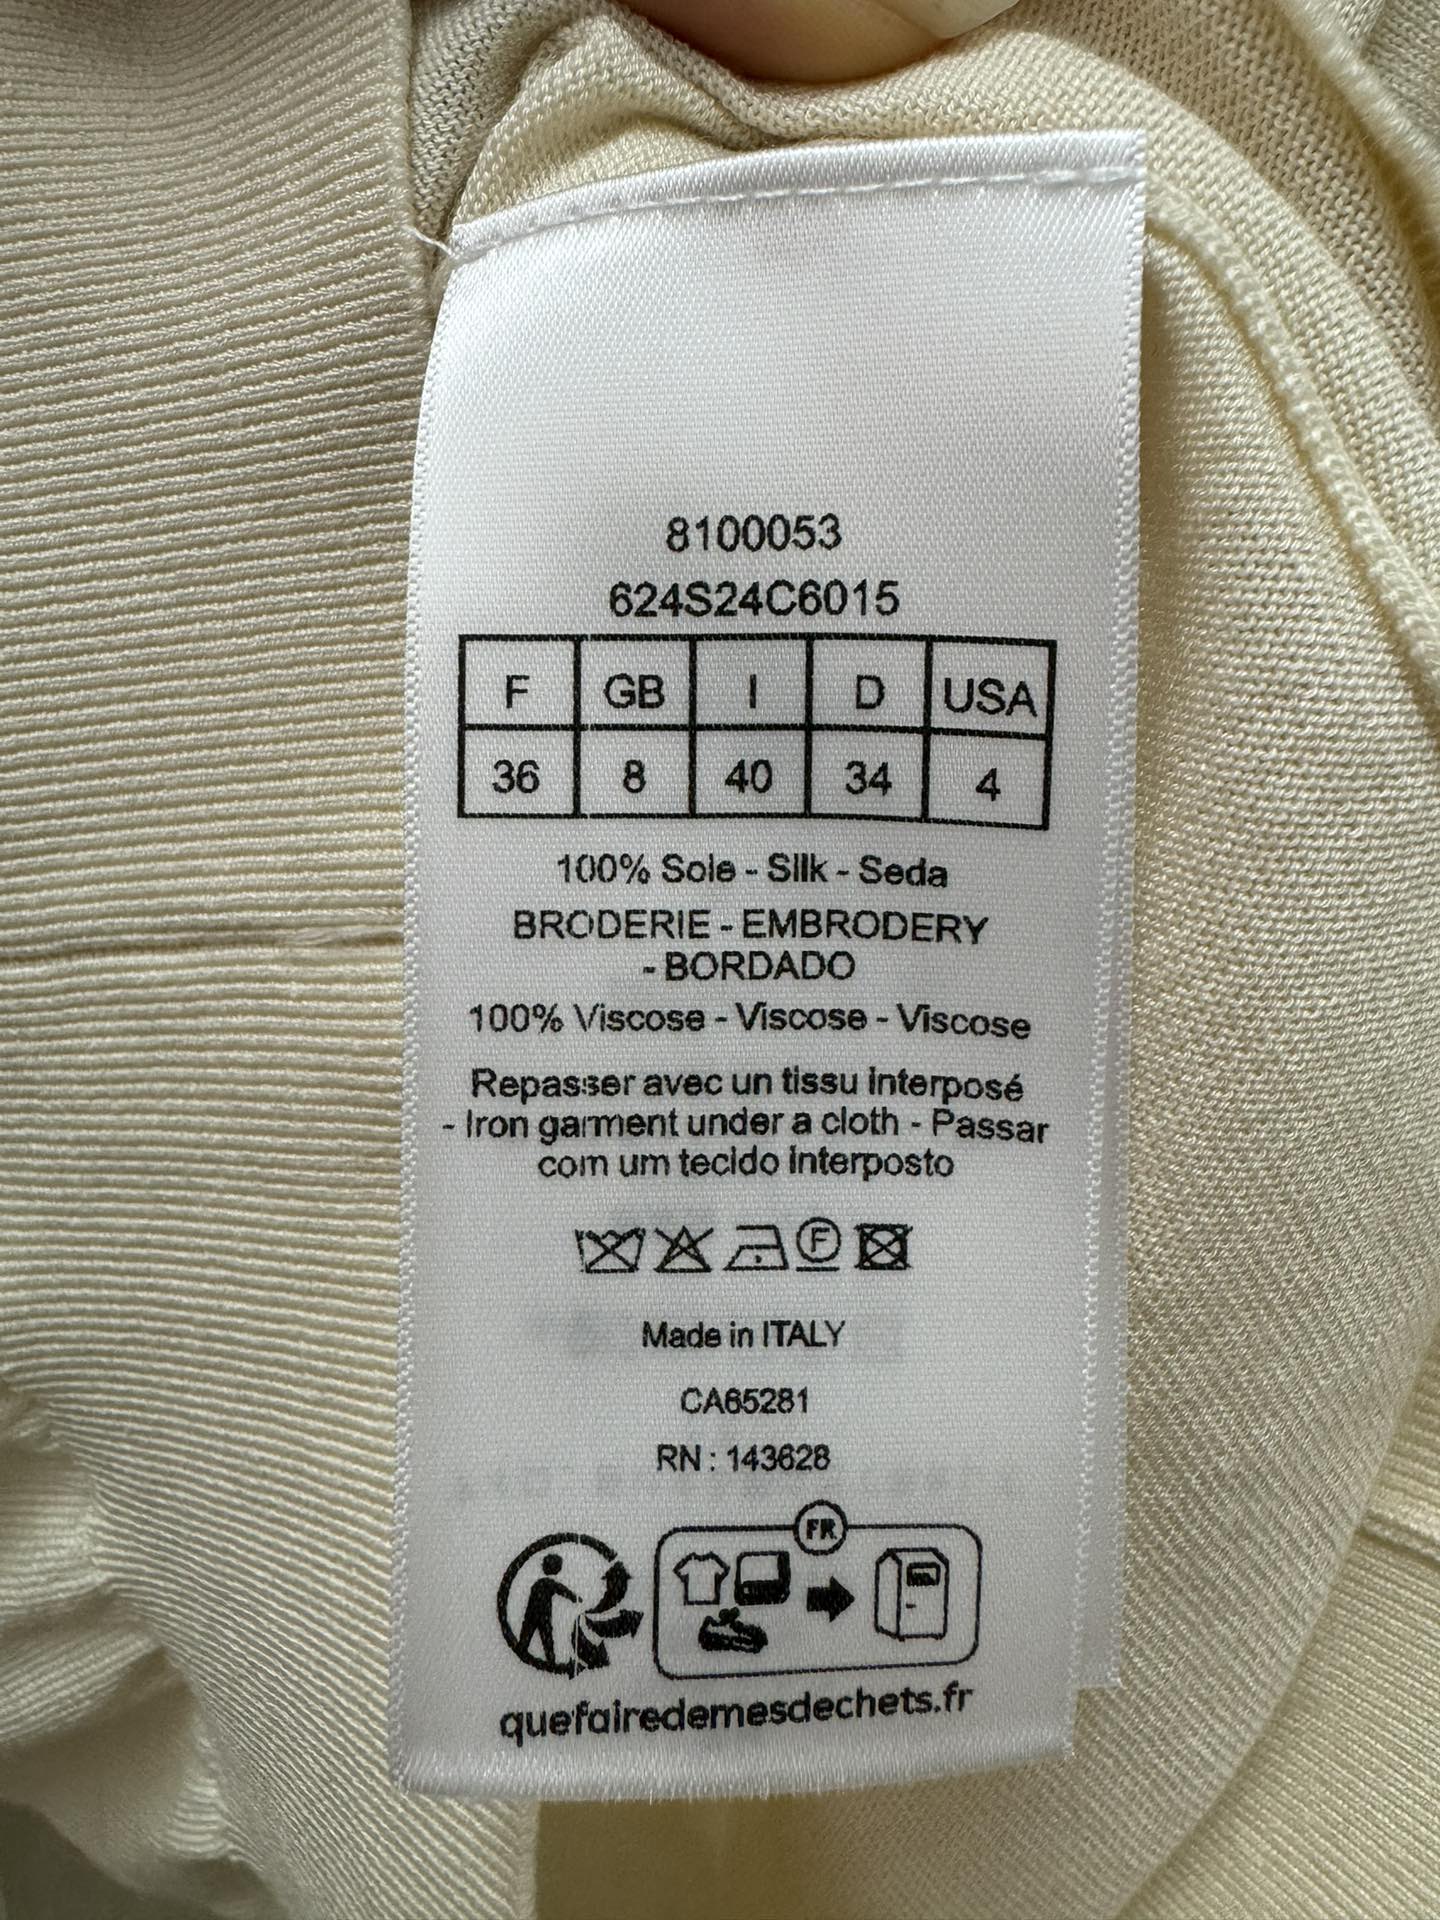 8100053
624S24C6015
F GB I D USA
36 8 40 34 4
100% Soie - Silk - Seda
BRODERIE - EMBRODERY
- BORDADO
100% Viscose - Viscose - Viscose
Repasser avec un tissu interposé
- Iron garment under a cloth - Passar
com um tecido interposto
F
Made in ITALY
CA65281
RN : 143628
FR
quefairedemesdechets.fr